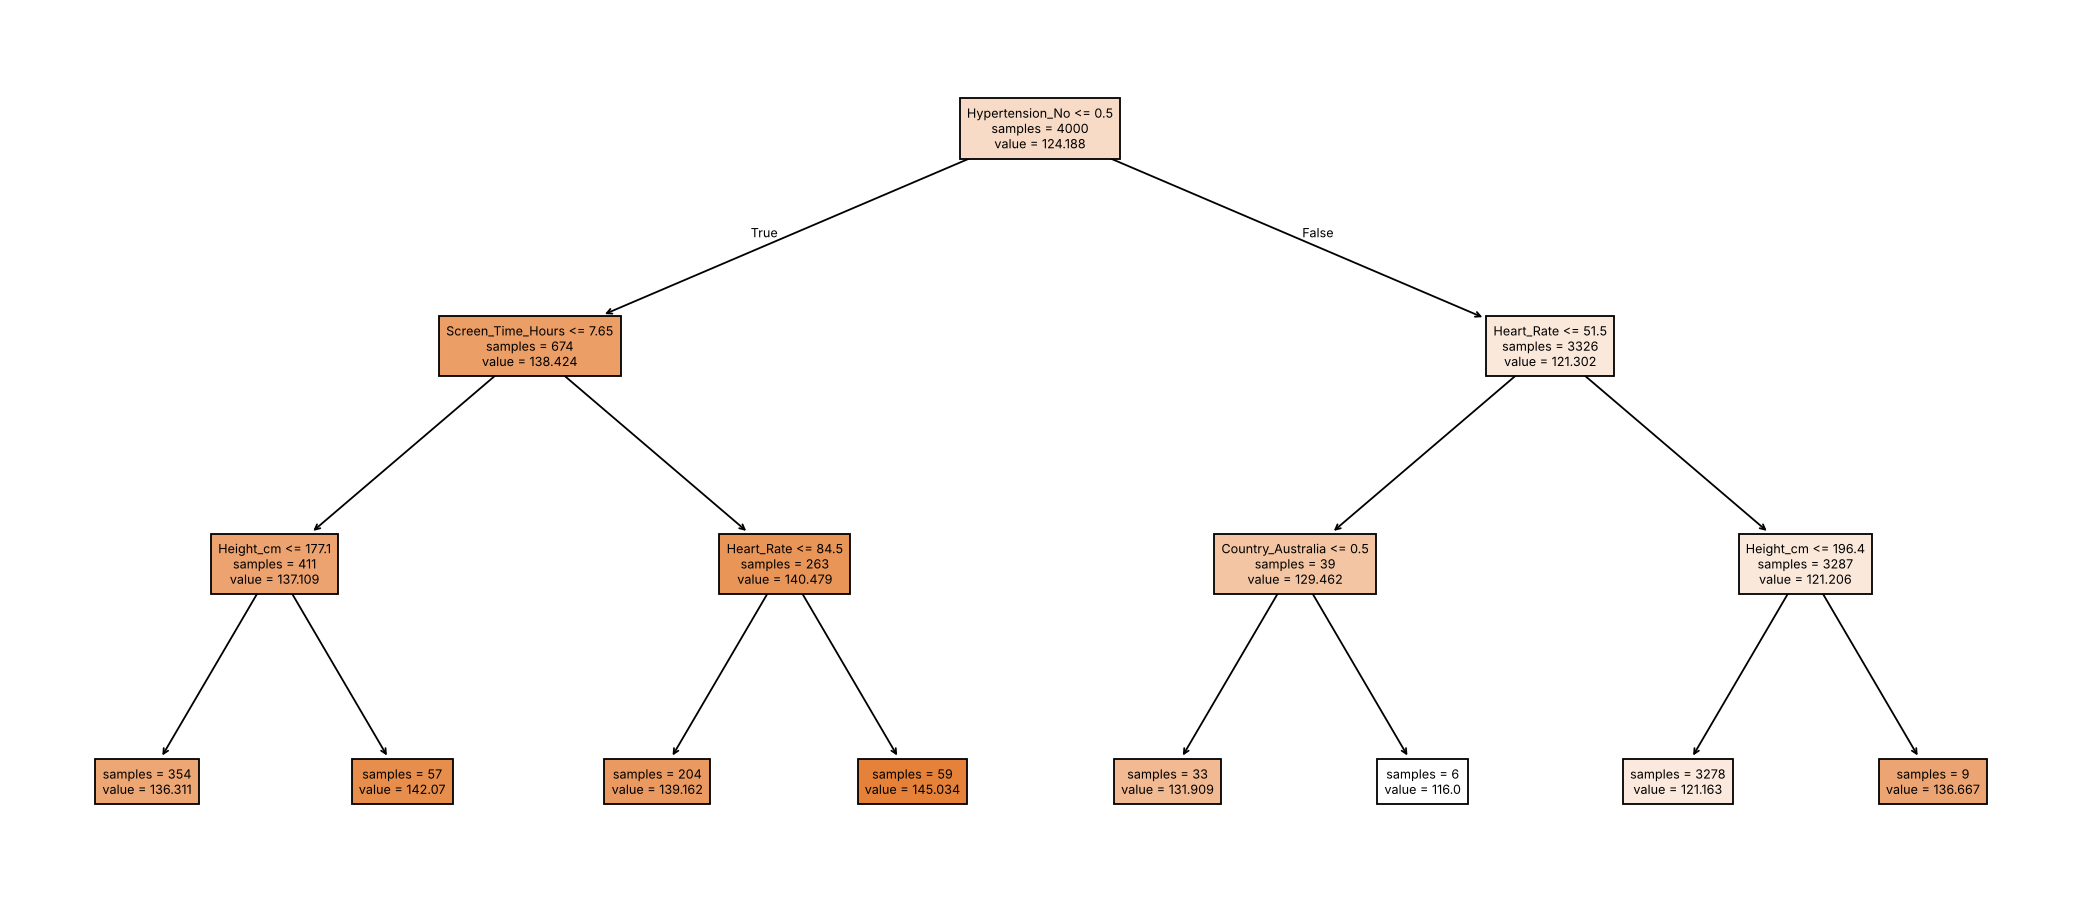 Hypertension_No <= 0.5
samples = 4000
value = 124.188
True
False
Screen_Time_Hours <= 7.65
samples = 674
value = 138.424
Heart_Rate <= 51.5
samples = 3326
value = 121.302
Height_cm <= 177.1
samples = 411
value = 137.109
Heart_Rate <= 84.5
samples = 263
value = 140.479
Country_Australia <= 0.5
samples = 39
value = 129.462
Height_cm <= 196.4
samples = 3287
value = 121.206
samples = 354
value = 136.311
samples = 57
value = 142.07
samples = 204
value = 139.162
samples = 59
value = 145.034
samples = 33
value = 131.909
samples = 6
value = 116.0
samples = 3278
value = 121.163
samples = 9
value = 136.667